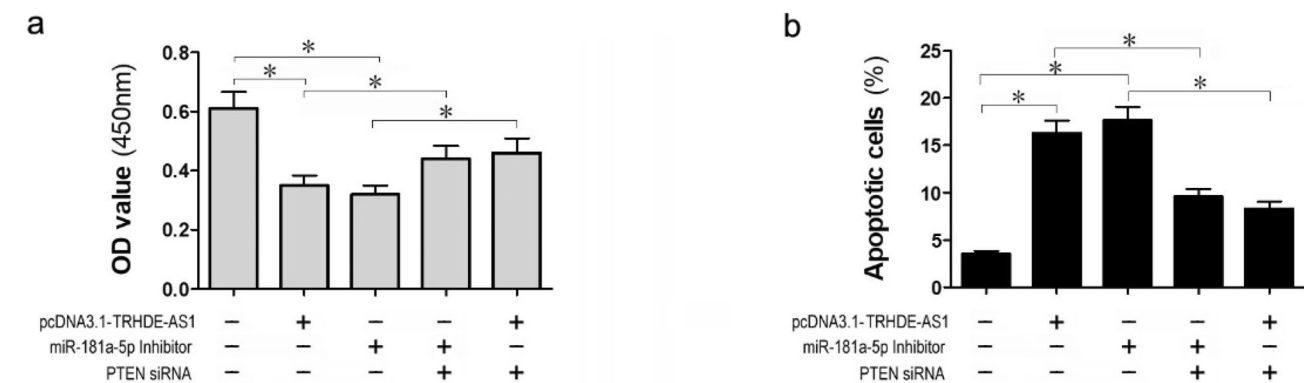 a
OD value (450nm)
0.8
0.6
0.4
0.2
0.0
* * * *
pcDNA3.1-TRHDE-AS1 − + − − +
miR-181a-5p Inhibitor − − + + −
PTEN siRNA − − − + +
b
Apoptotic cells (%)
25
20
15
10
5
0
* * * *
pcDNA3.1-TRHDE-AS1 − + − − +
miR-181a-5p Inhibitor − − + + −
PTEN siRNA − − − + +